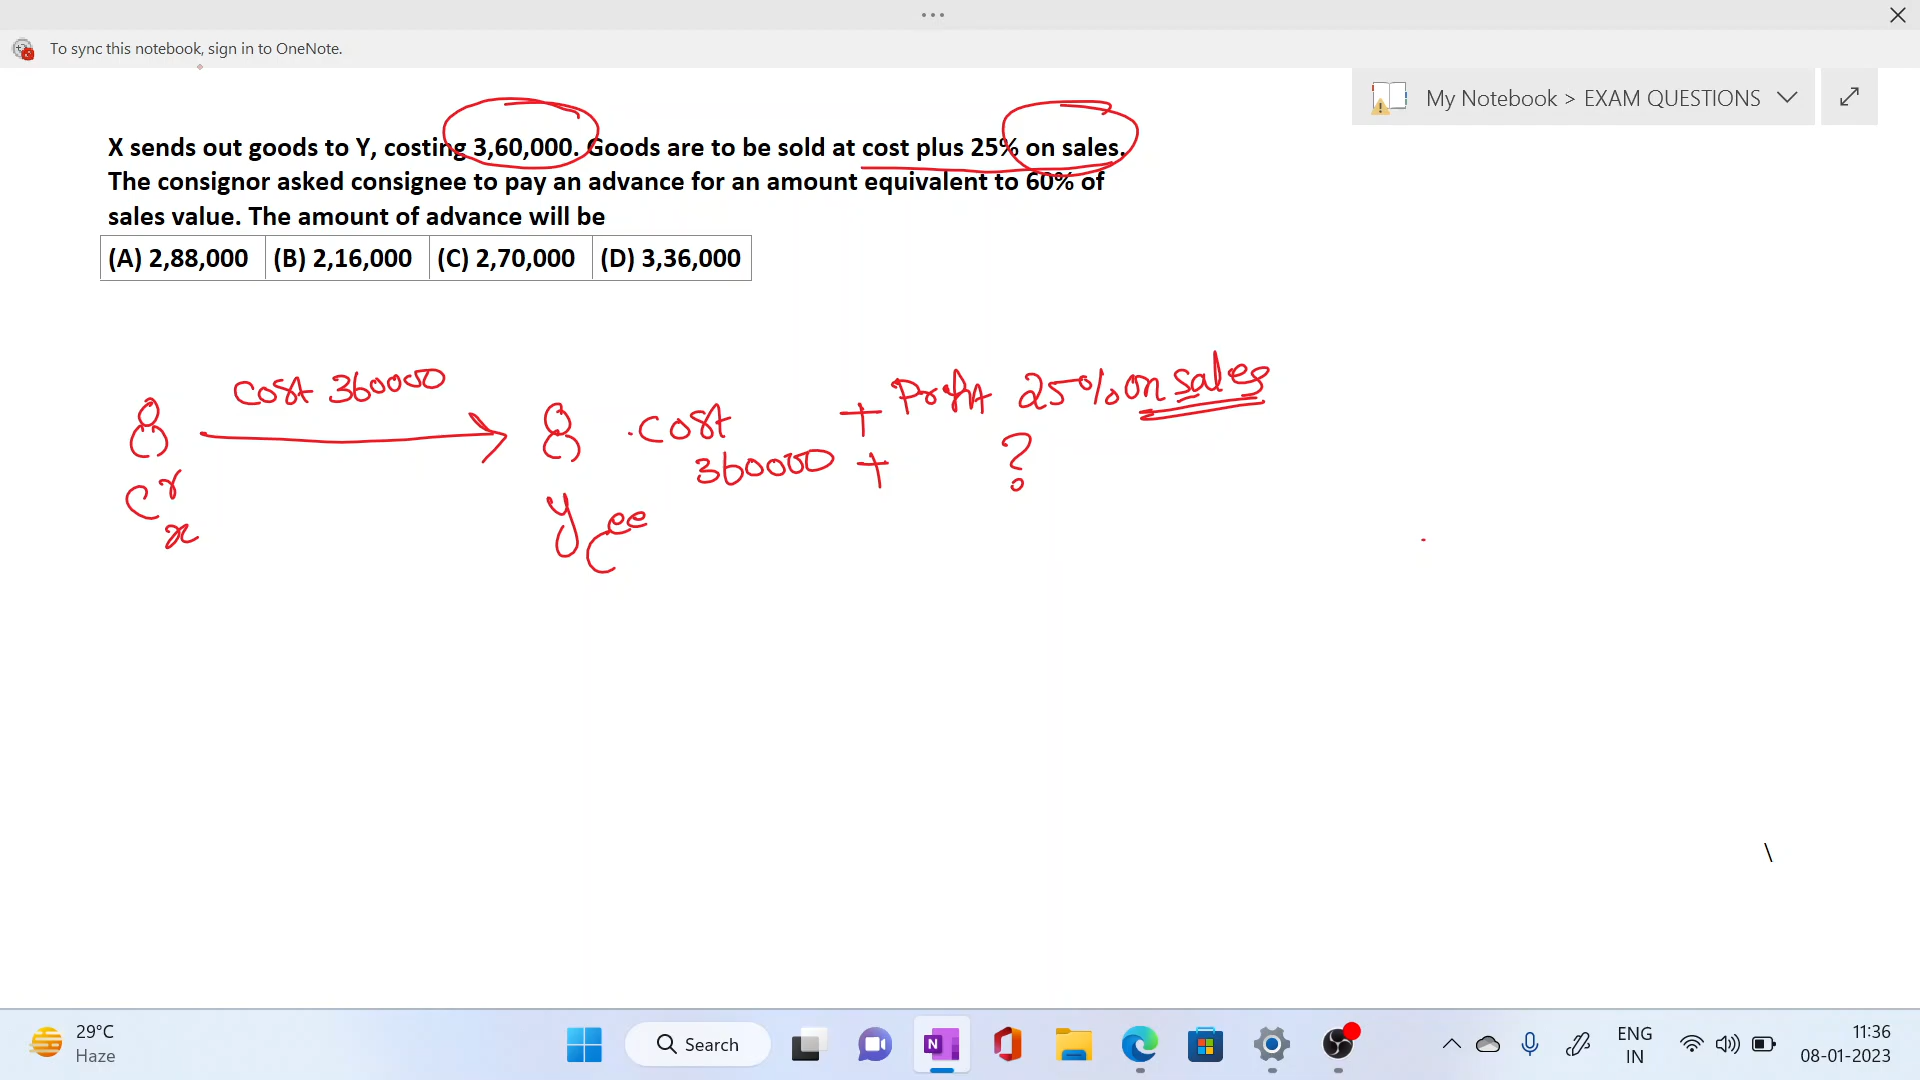 To sync this notebook, sign in to OneNote.
My Notebook > EXAM QUESTIONS
X sends out goods to Y, costing 3,60,000. Goods are to be sold at cost plus 25% on sales.
The consignor asked consignee to pay an advance for an amount equivalent to 60% of
sales value. The amount of advance will be
(A) 2,88,000 (B) 2,16,000 (C) 2,70,000 (D) 3,36,000
Cost 360000
Cost + Profit 25% on sales
360000 + ?
Cr
x
y Cee
29°C
Haze
Search
ENG
IN
11:36
08-01-2023